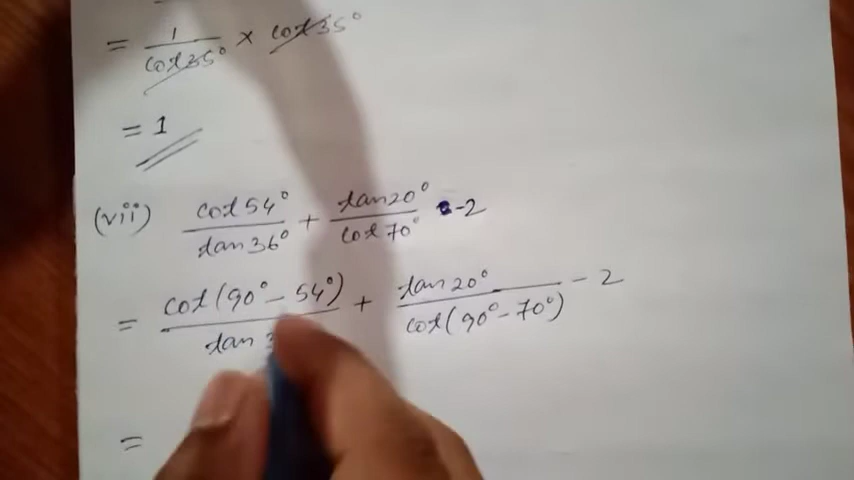 = 1/cot35° × cot35°
= 1
(vii) cot54°/tan36° + tan20°/cot70° -2
= cot(90°-54°)/tan 3 + tan20°/cot(90°-70°) - 2
=